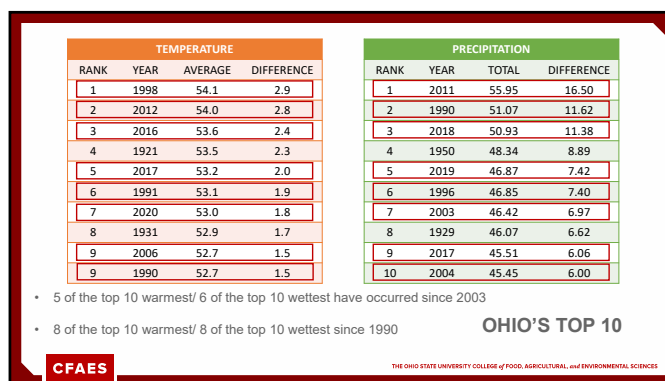 TEMPERATURE
RANK YEAR AVERAGE DIFFERENCE
1 1998 54.1 2.9
2 2012 54.0 2.8
3 2016 53.6 2.4
4 1921 53.5 2.3
5 2017 53.2 2.0
6 1991 53.1 1.9
7 2020 53.0 1.8
8 1931 52.9 1.7
9 2006 52.7 1.5
9 1990 52.7 1.5
PRECIPITATION
RANK YEAR TOTAL DIFFERENCE
1 2011 55.95 16.50
2 1990 51.07 11.62
3 2018 50.93 11.38
4 1950 48.34 8.89
5 2019 46.87 7.42
6 1996 46.85 7.40
7 2003 46.42 6.97
8 1929 46.07 6.62
9 2017 45.51 6.06
10 2004 45.45 6.00
• 5 of the top 10 warmest/ 6 of the top 10 wettest have occurred since 2003
• 8 of the top 10 warmest/ 8 of the top 10 wettest since 1990
OHIO'S TOP 10
CFAES
THE OHIO STATE UNIVERSITY COLLEGE of FOOD, AGRICULTURAL, and ENVIRONMENTAL SCIENCES